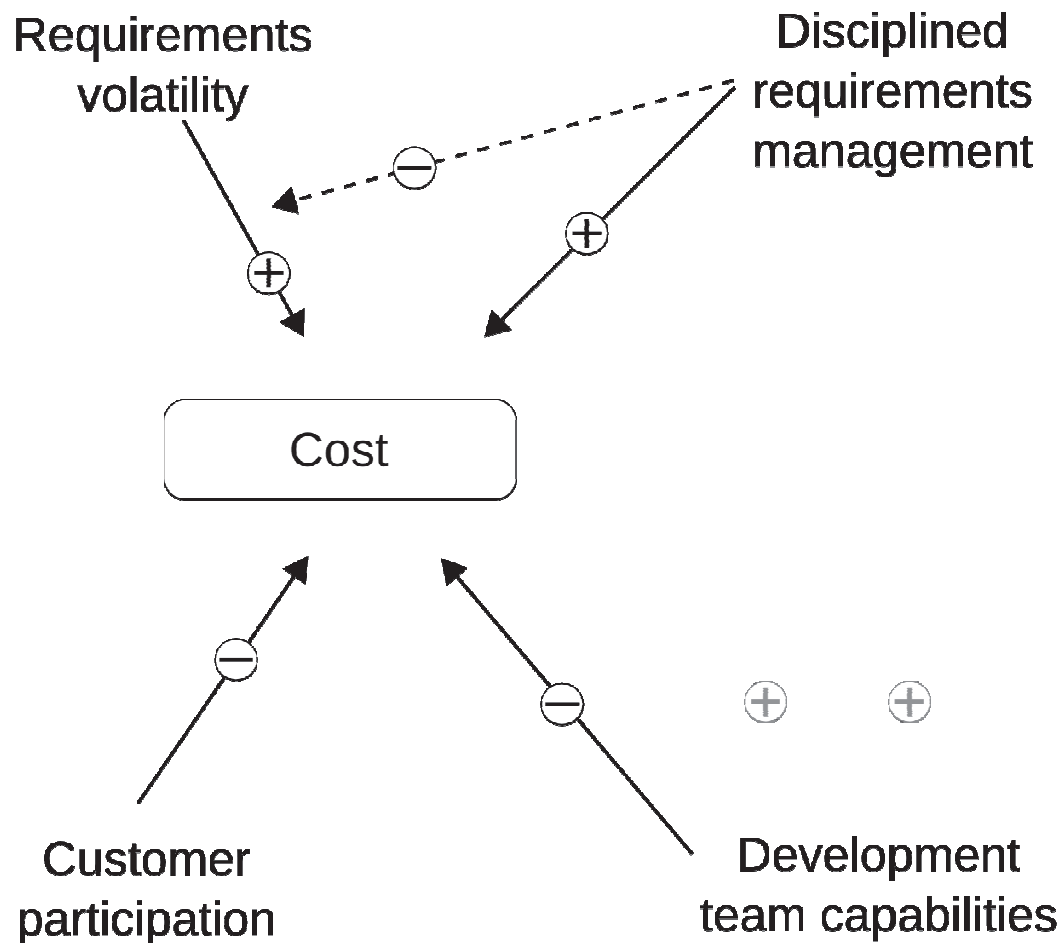 Requirements
volatility
Disciplined
requirements
management
Cost
Customer
participation
Development
team capabilities